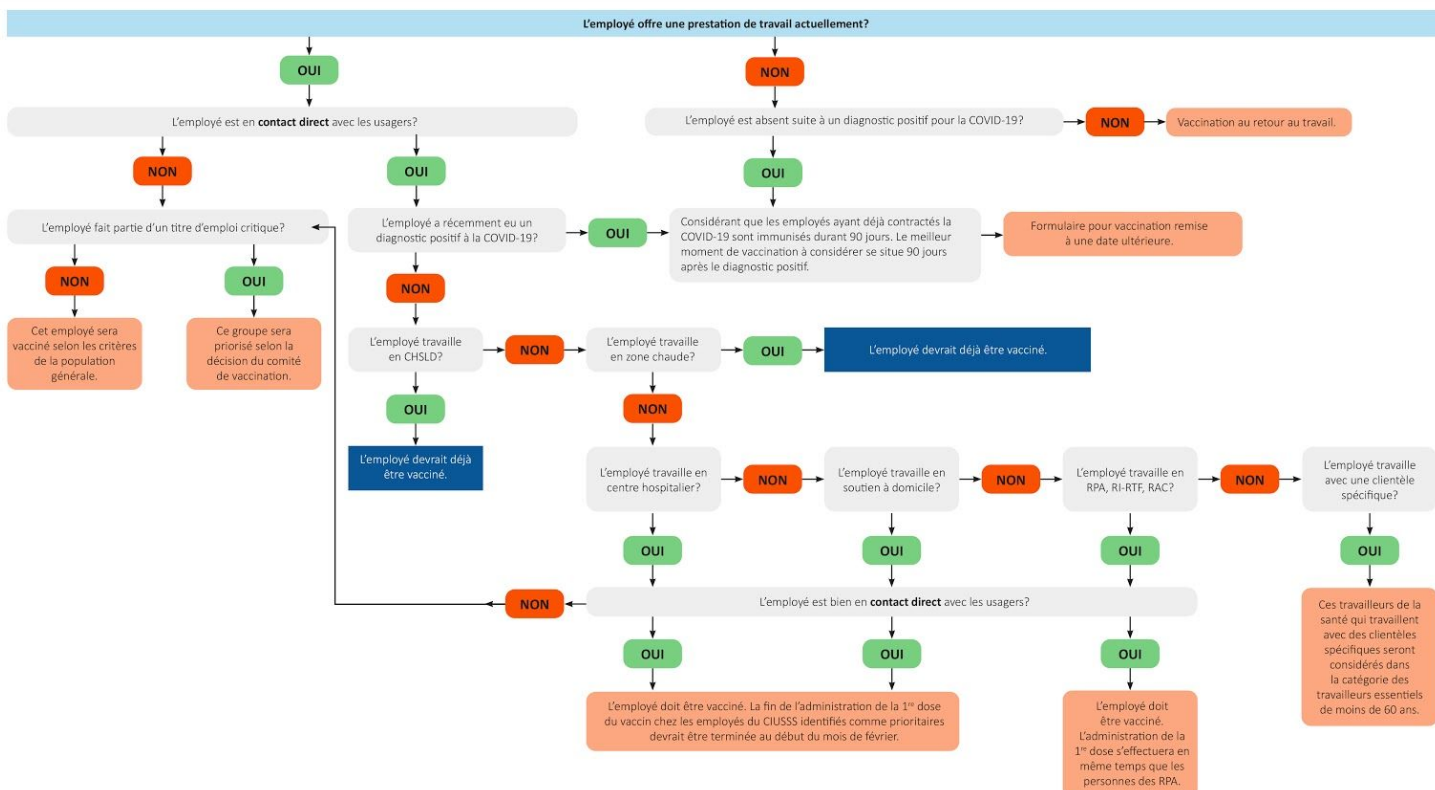 L'employé offre une prestation de travail actuellement?
OUI
NON
L'employé est en contact direct avec les usagers?
L'employé est absent suite à un diagnostic positif pour la COVID-19?
NON
Vaccination au retour au travail.
NON
OUI
OUI
L'employé fait partie d'un titre d'emploi critique?
L'employé a récemment eu un
diagnostic positif à la COVID-19?
OUI
Considérant que les employés ayant déjà contractés la
COVID-19 sont immunisés durant 90 jours. Le meilleur
moment de vaccination à considérer se situe 90 jours
après le diagnostic positif.
Formulaire pour vaccination remise
à une date ultérieure.
NON
OUI
NON
Cet employé sera
vacciné selon les critères
de la population
générale.
Ce groupe sera
priorisé selon la
décision du comité
de vaccination.
L'employé travaille
en CHSLD?
NON
L'employé travaille
en zone chaude?
OUI
L'employé devrait déjà être vacciné.
OUI
NON
L'employé devrait déjà
être vacciné.
L'employé travaille en
centre hospitalier?
NON
L'employé travaille en
soutien à domicile?
NON
L'employé travaille en
RPA, RI-RTF, RAC?
NON
L'employé travaille
avec une clientèle
spécifique?
OUI
OUI
OUI
OUI
NON
L'employé est bien en contact direct avec les usagers?
Ces travailleurs de la
santé qui travaillent
avec des clientèles
spécifiques seront
considérés dans
la catégorie des
travailleurs essentiels
de moins de 60 ans.
OUI
OUI
OUI
L'employé doit être vacciné. La fin de l'administration de la 1re dose
du vaccin chez les employés du CIUSSS identifiés comme prioritaires
devrait être terminée au début du mois de février.
L'employé doit
être vacciné.
L'administration de la
1re dose s'effectuera en
même temps que les
personnes des RPA.